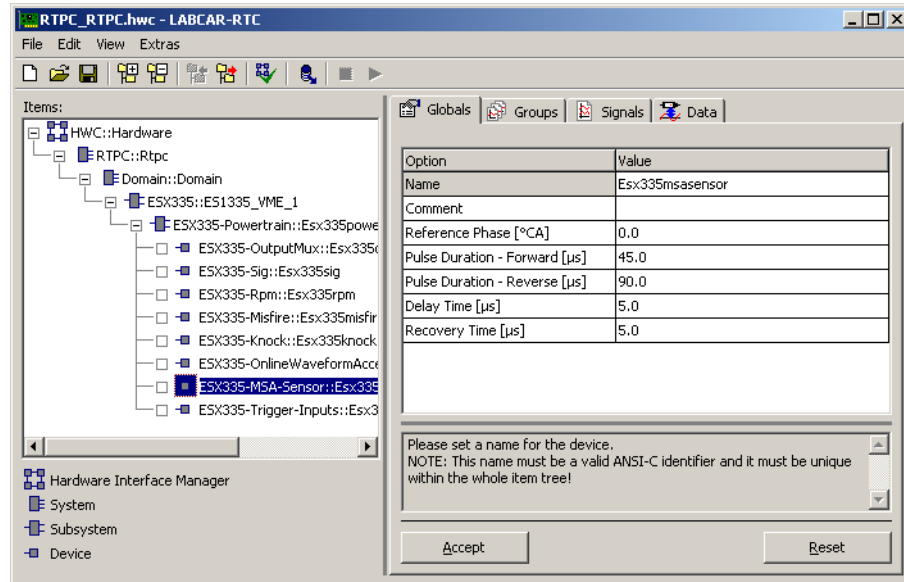 RTPC_RTPC.hwc - LABCAR-RTC
File Edit View Extras
Items:
HWC::Hardware
RTPC::Rtpc
Domain::Domain
ESX335::ES1335_VME_1
ESX335-Powertrain::Esx335powe
ESX335-OutputMux::Esx335o
ESX335-Sig::Esx335sig
ESX335-Rpm::Esx335rpm
ESX335-Misfire::Esx335misfir
ESX335-Knock::Esx335knock
ESX335-OnlineWaveformAcce
ESX335-MSA-Sensor::Esx335
ESX335-Trigger-Inputs::Esx3
Hardware Interface Manager
System
Subsystem
Device
Globals Groups Signals Data
Option Value
Name Esx335msasensor
Comment
Reference Phase [°CA] 0.0
Pulse Duration - Forward [µs] 45.0
Pulse Duration - Reverse [µs] 90.0
Delay Time [µs] 5.0
Recovery Time [µs] 5.0
Please set a name for the device.
NOTE: This name must be a valid ANSI-C identifier and it must be unique
within the whole item tree!
Accept Reset